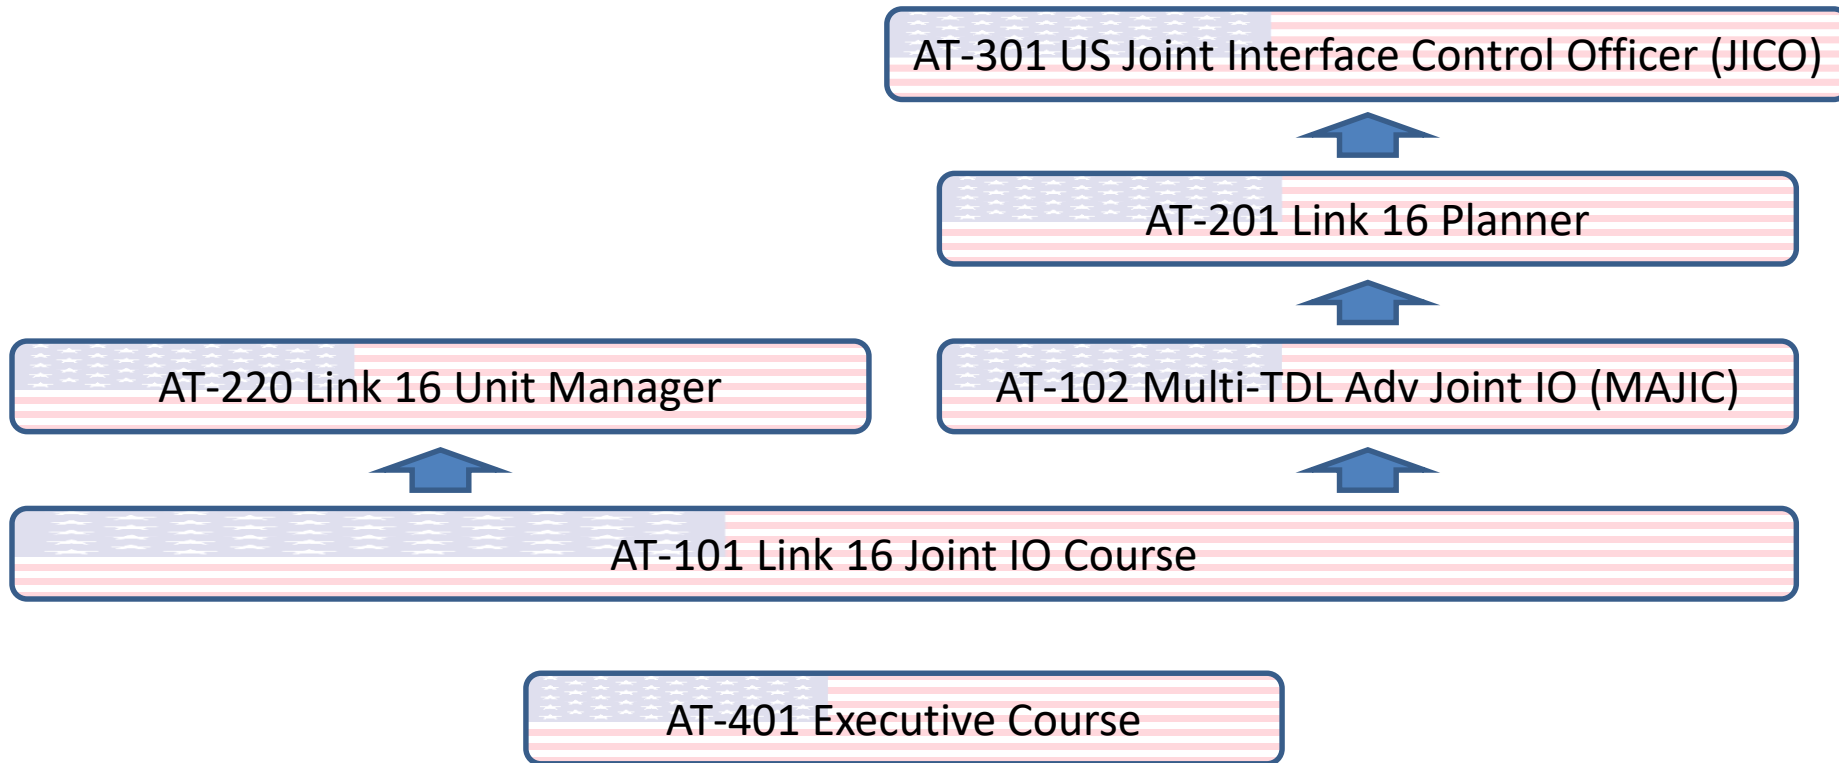 AT-301 US Joint Interface Control Officer (JICO)
AT-201 Link 16 Planner
AT-220 Link 16 Unit Manager
AT-102 Multi-TDL Adv Joint IO (MAJIC)
AT-101 Link 16 Joint IO Course
AT-401 Executive Course